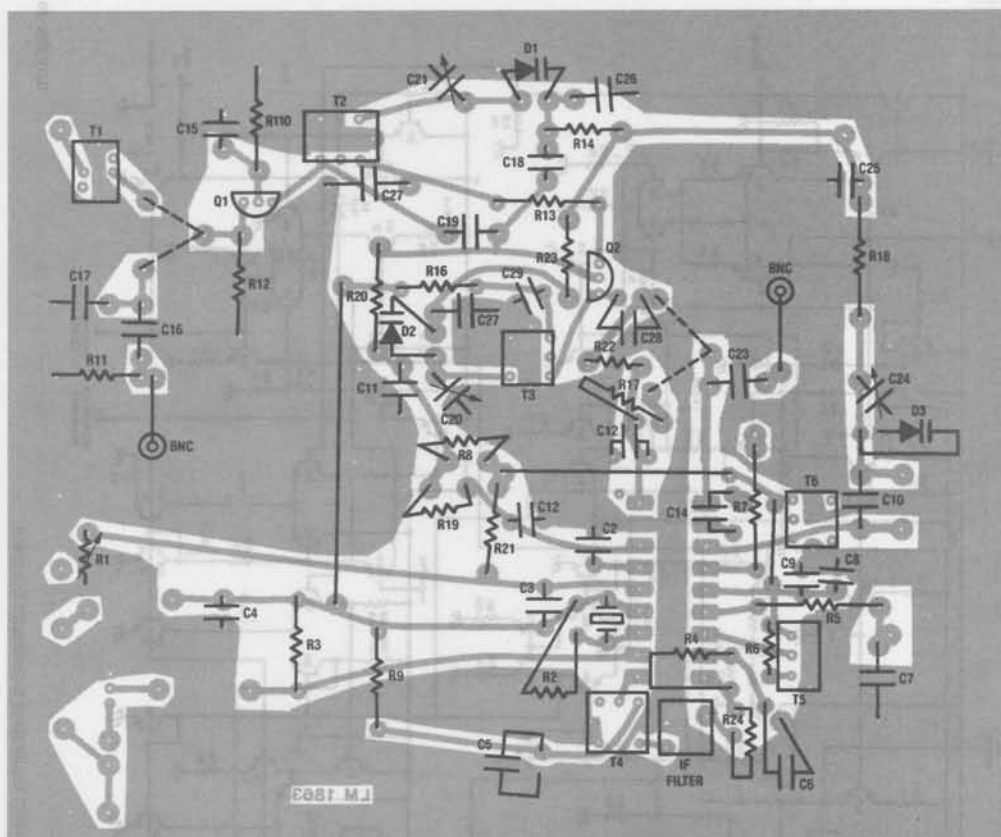 D1
C21
C26
T2
R110
C15
T1
R14
C18
C25
Q1
C27
R13
C19
Q2
R23
R18
BNC
R12
R16
C29
C17
R20
C27
C16
D2
C28
R22
C23
R11
C11
T3
C24
R17
C20
D3
BNC
C12
R8
T6
C10
R19
C12
C14
R7
R21
C2
R1
C9
C8
C3
C4
R5
R3
R4
R6
R9
R2
C7
T5
R24
C5
T4
IF
FILTER
C6
LM 1863